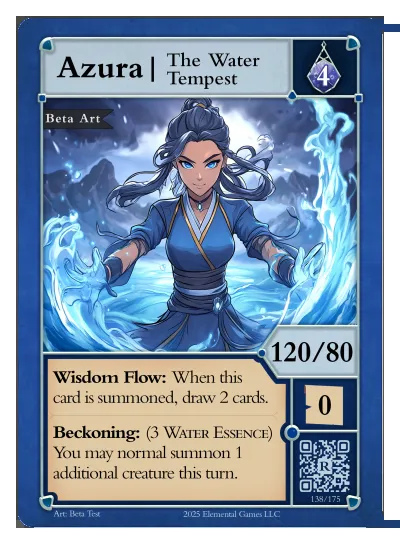 Azura | The Water
Tempest
4
Beta Art
120/80
Wisdom Flow: When this
card is summoned, draw 2 cards.
0
Beckoning: (3 WATER ESSENCE)
You may normal summon 1
additional creature this turn.
R
138/175
Art: Beta Test
2025 Elemental Games LLC